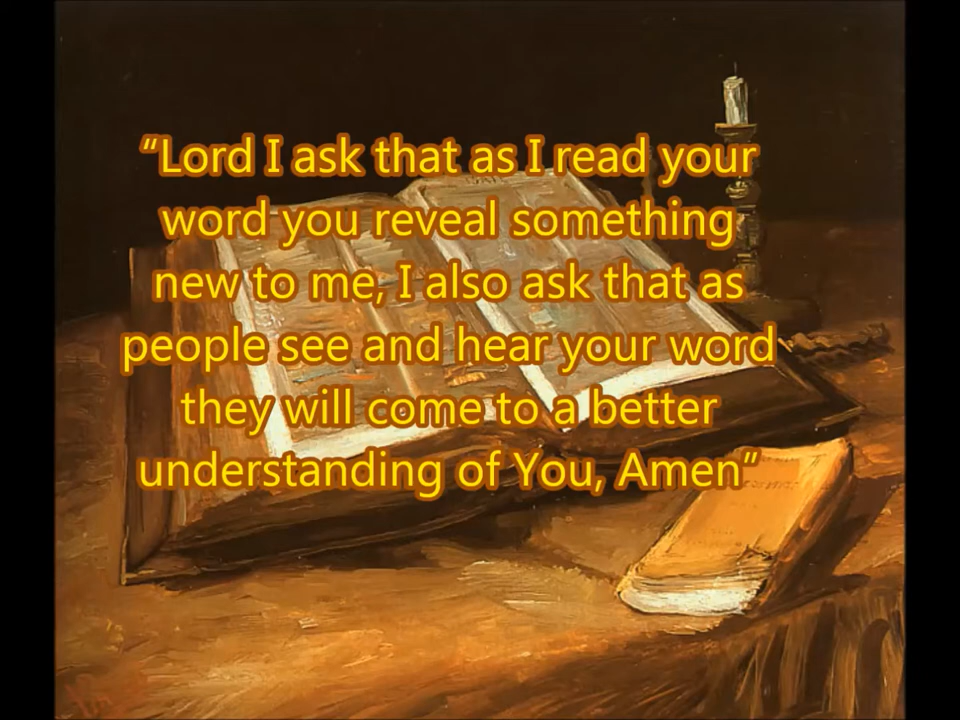 “Lord I ask that as I read your
word you reveal something
new to me, I also ask that as
people see and hear your word
they will come to a better
understanding of You, Amen”